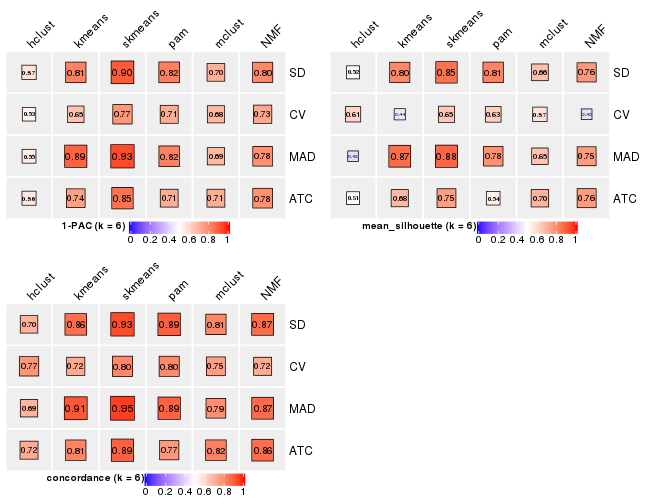 hclust kmeans skmeans pam mclust NMF
0.57 0.81 0.90 0.82 0.70 0.80 SD
0.53 0.65 0.77 0.71 0.68 0.73 CV
0.55 0.89 0.93 0.82 0.69 0.78 MAD
0.56 0.74 0.85 0.71 0.71 0.78 ATC
1-PAC (k = 6)
0 0.2 0.4 0.6 0.8 1
hclust kmeans skmeans pam mclust NMF
0.52 0.80 0.85 0.81 0.66 0.76 SD
0.61 0.44 0.65 0.63 0.57 0.43 CV
0.42 0.87 0.88 0.78 0.65 0.75 MAD
0.51 0.68 0.75 0.54 0.70 0.76 ATC
mean_silhouette (k = 6)
0 0.2 0.4 0.6 0.8 1
hclust kmeans skmeans pam mclust NMF
0.70 0.86 0.93 0.89 0.81 0.87 SD
0.77 0.72 0.80 0.80 0.75 0.72 CV
0.69 0.91 0.95 0.89 0.79 0.87 MAD
0.72 0.81 0.89 0.77 0.82 0.86 ATC
concordance (k = 6)
0 0.2 0.4 0.6 0.8 1